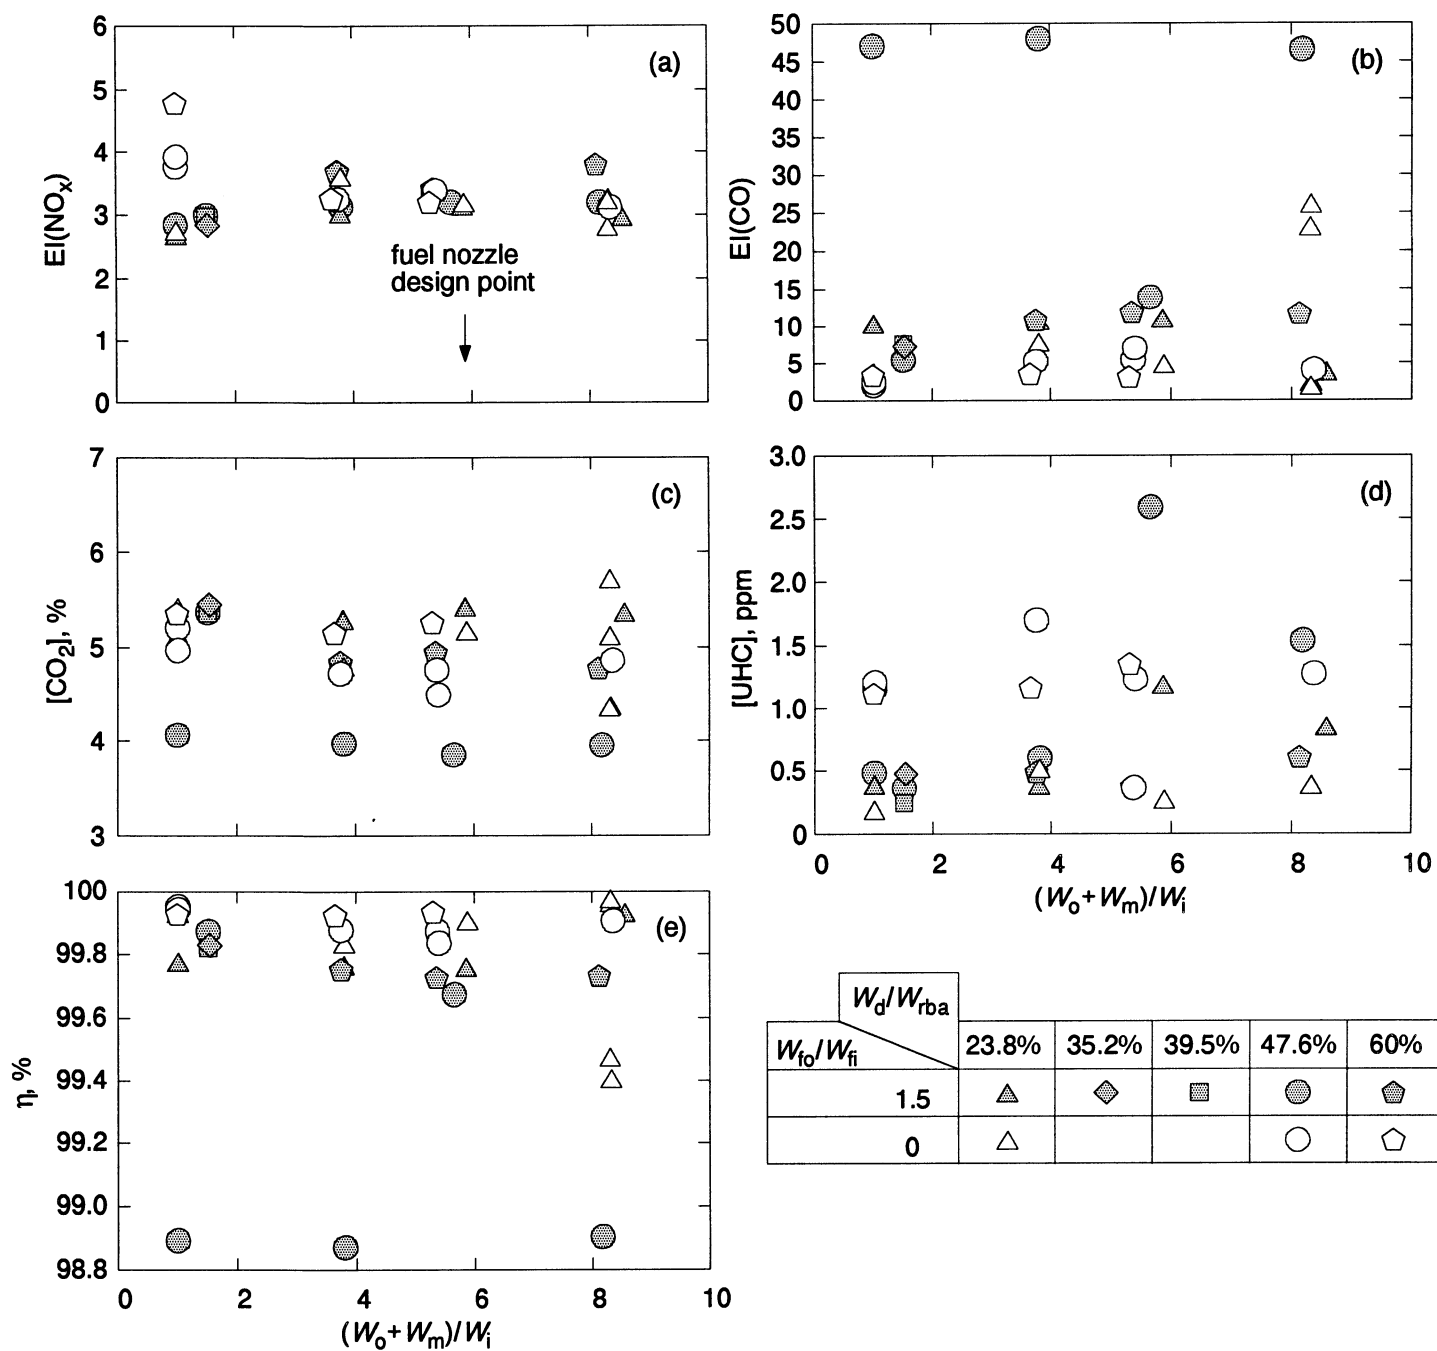 6
5
4
3
2
1
0
EI(NOₓ)
(a)
fuel nozzle
design point
50
45
40
35
30
25
20
15
10
5
0
EI(CO)
(b)
7
6
5
4
3
[CO₂], %
(c)
3.0
2.5
2.0
1.5
1.0
0.5
0
[UHC], ppm
(d)
0 2 4 6 8 10
(Wₒ+Wₘ)/Wᵢ
100
99.8
99.6
99.4
99.2
99.0
98.8
η, %
(e)
0 2 4 6 8 10
(Wₒ+Wₘ)/Wᵢ
W_d/W_rba
W_fo/W_fi 23.8% 35.2% 39.5% 47.6% 60%
1.5
0